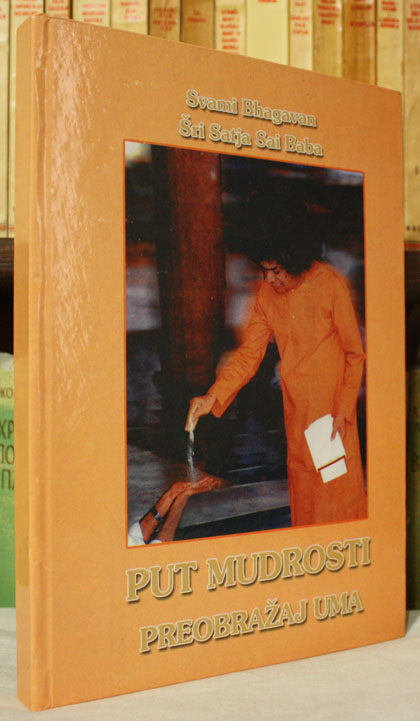 Svami Bhagavan
Šri Satja Sai Baba
PUT MUDROSTI
PREOBRAŽAJ UMA